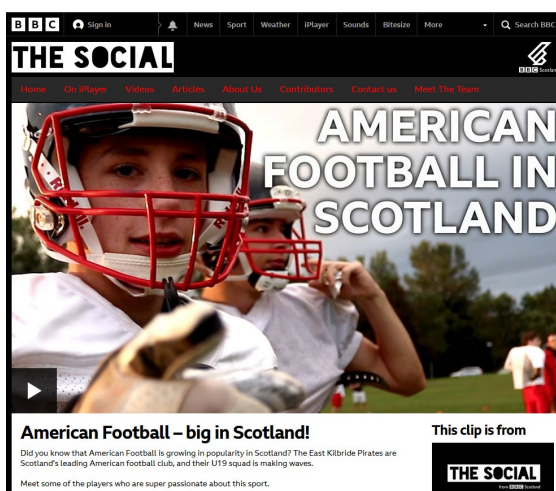 BBC Sign in News Sport Weather iPlayer Sounds Bitesize More Search BBC
THE SOCIAL
BBC Scotland
Home On iPlayer Videos Articles About Us Contributors Contact us Meet The Team
AMERICAN
FOOTBALL IN
SCOTLAND
American Football – big in Scotland!
Did you know that American Football is growing in popularity in Scotland? The East Kilbride Pirates are
Scotland's leading American football club, and their U19 squad is making waves.
Meet some of the players who are super passionate about this sport.
This clip is from
THE SOCIAL
from BBC Scotland